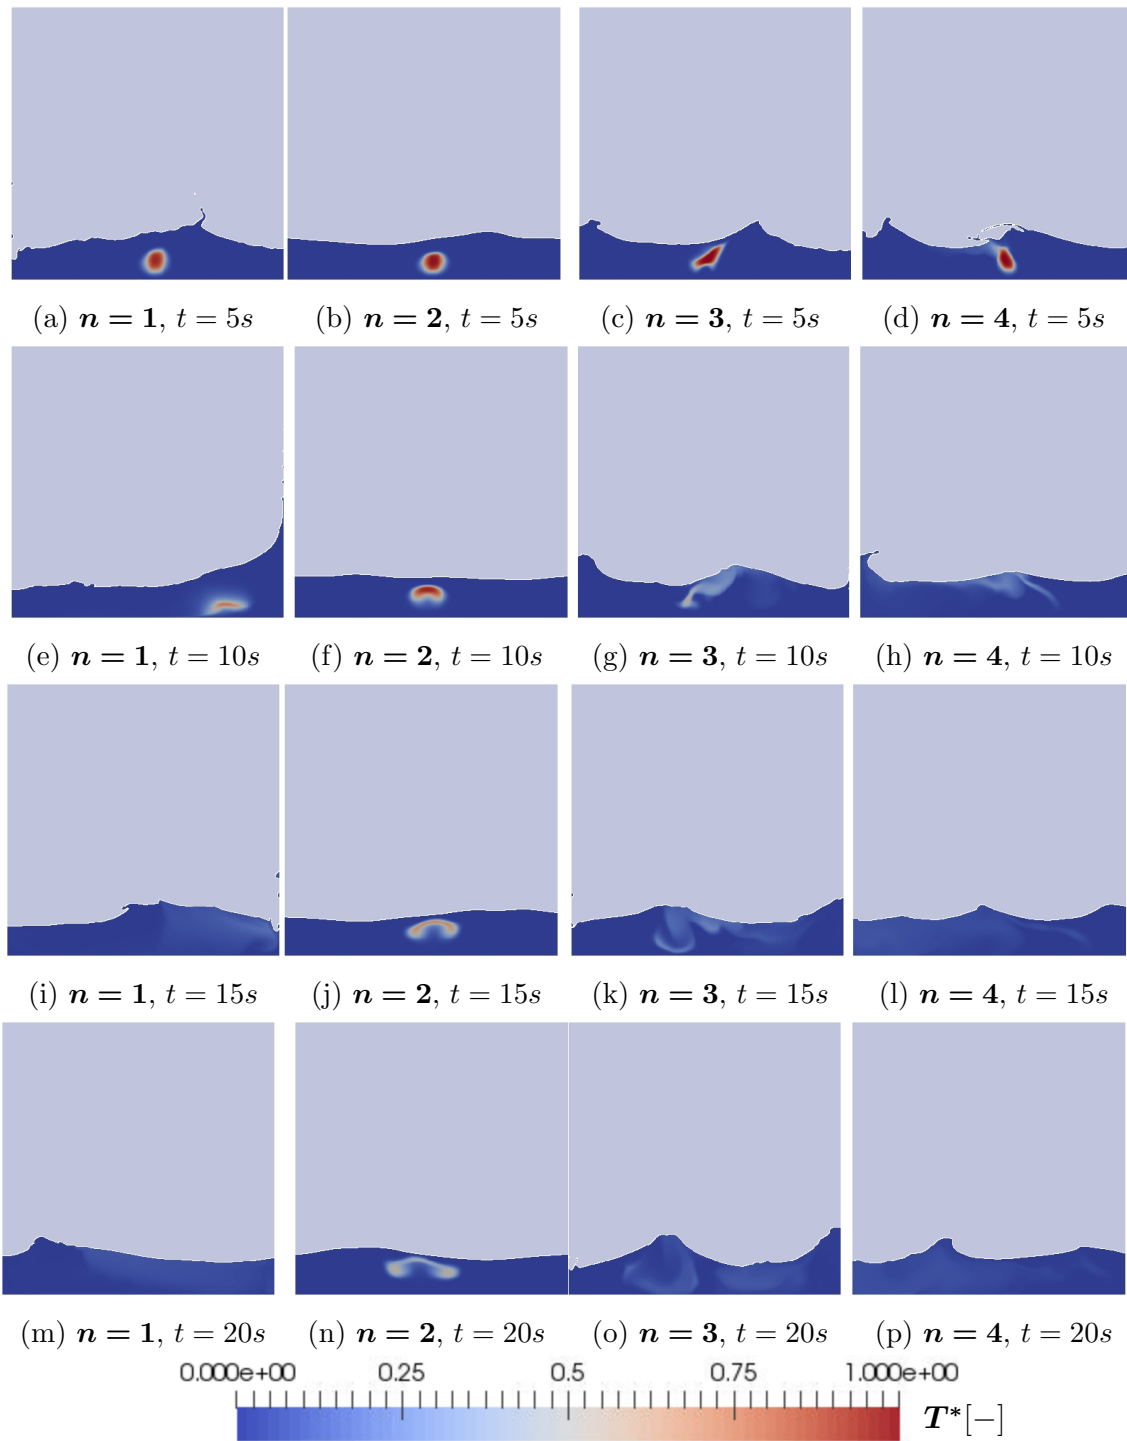 (a) n = 1, t = 5s (b) n = 2, t = 5s (c) n = 3, t = 5s (d) n = 4, t = 5s
(e) n = 1, t = 10s (f) n = 2, t = 10s (g) n = 3, t = 10s (h) n = 4, t = 10s
(i) n = 1, t = 15s (j) n = 2, t = 15s (k) n = 3, t = 15s (l) n = 4, t = 15s
(m) n = 1, t = 20s (n) n = 2, t = 20s (o) n = 3, t = 20s (p) n = 4, t = 20s
0.000e+00 0.25 0.5 0.75 1.000e+00
T*[−]